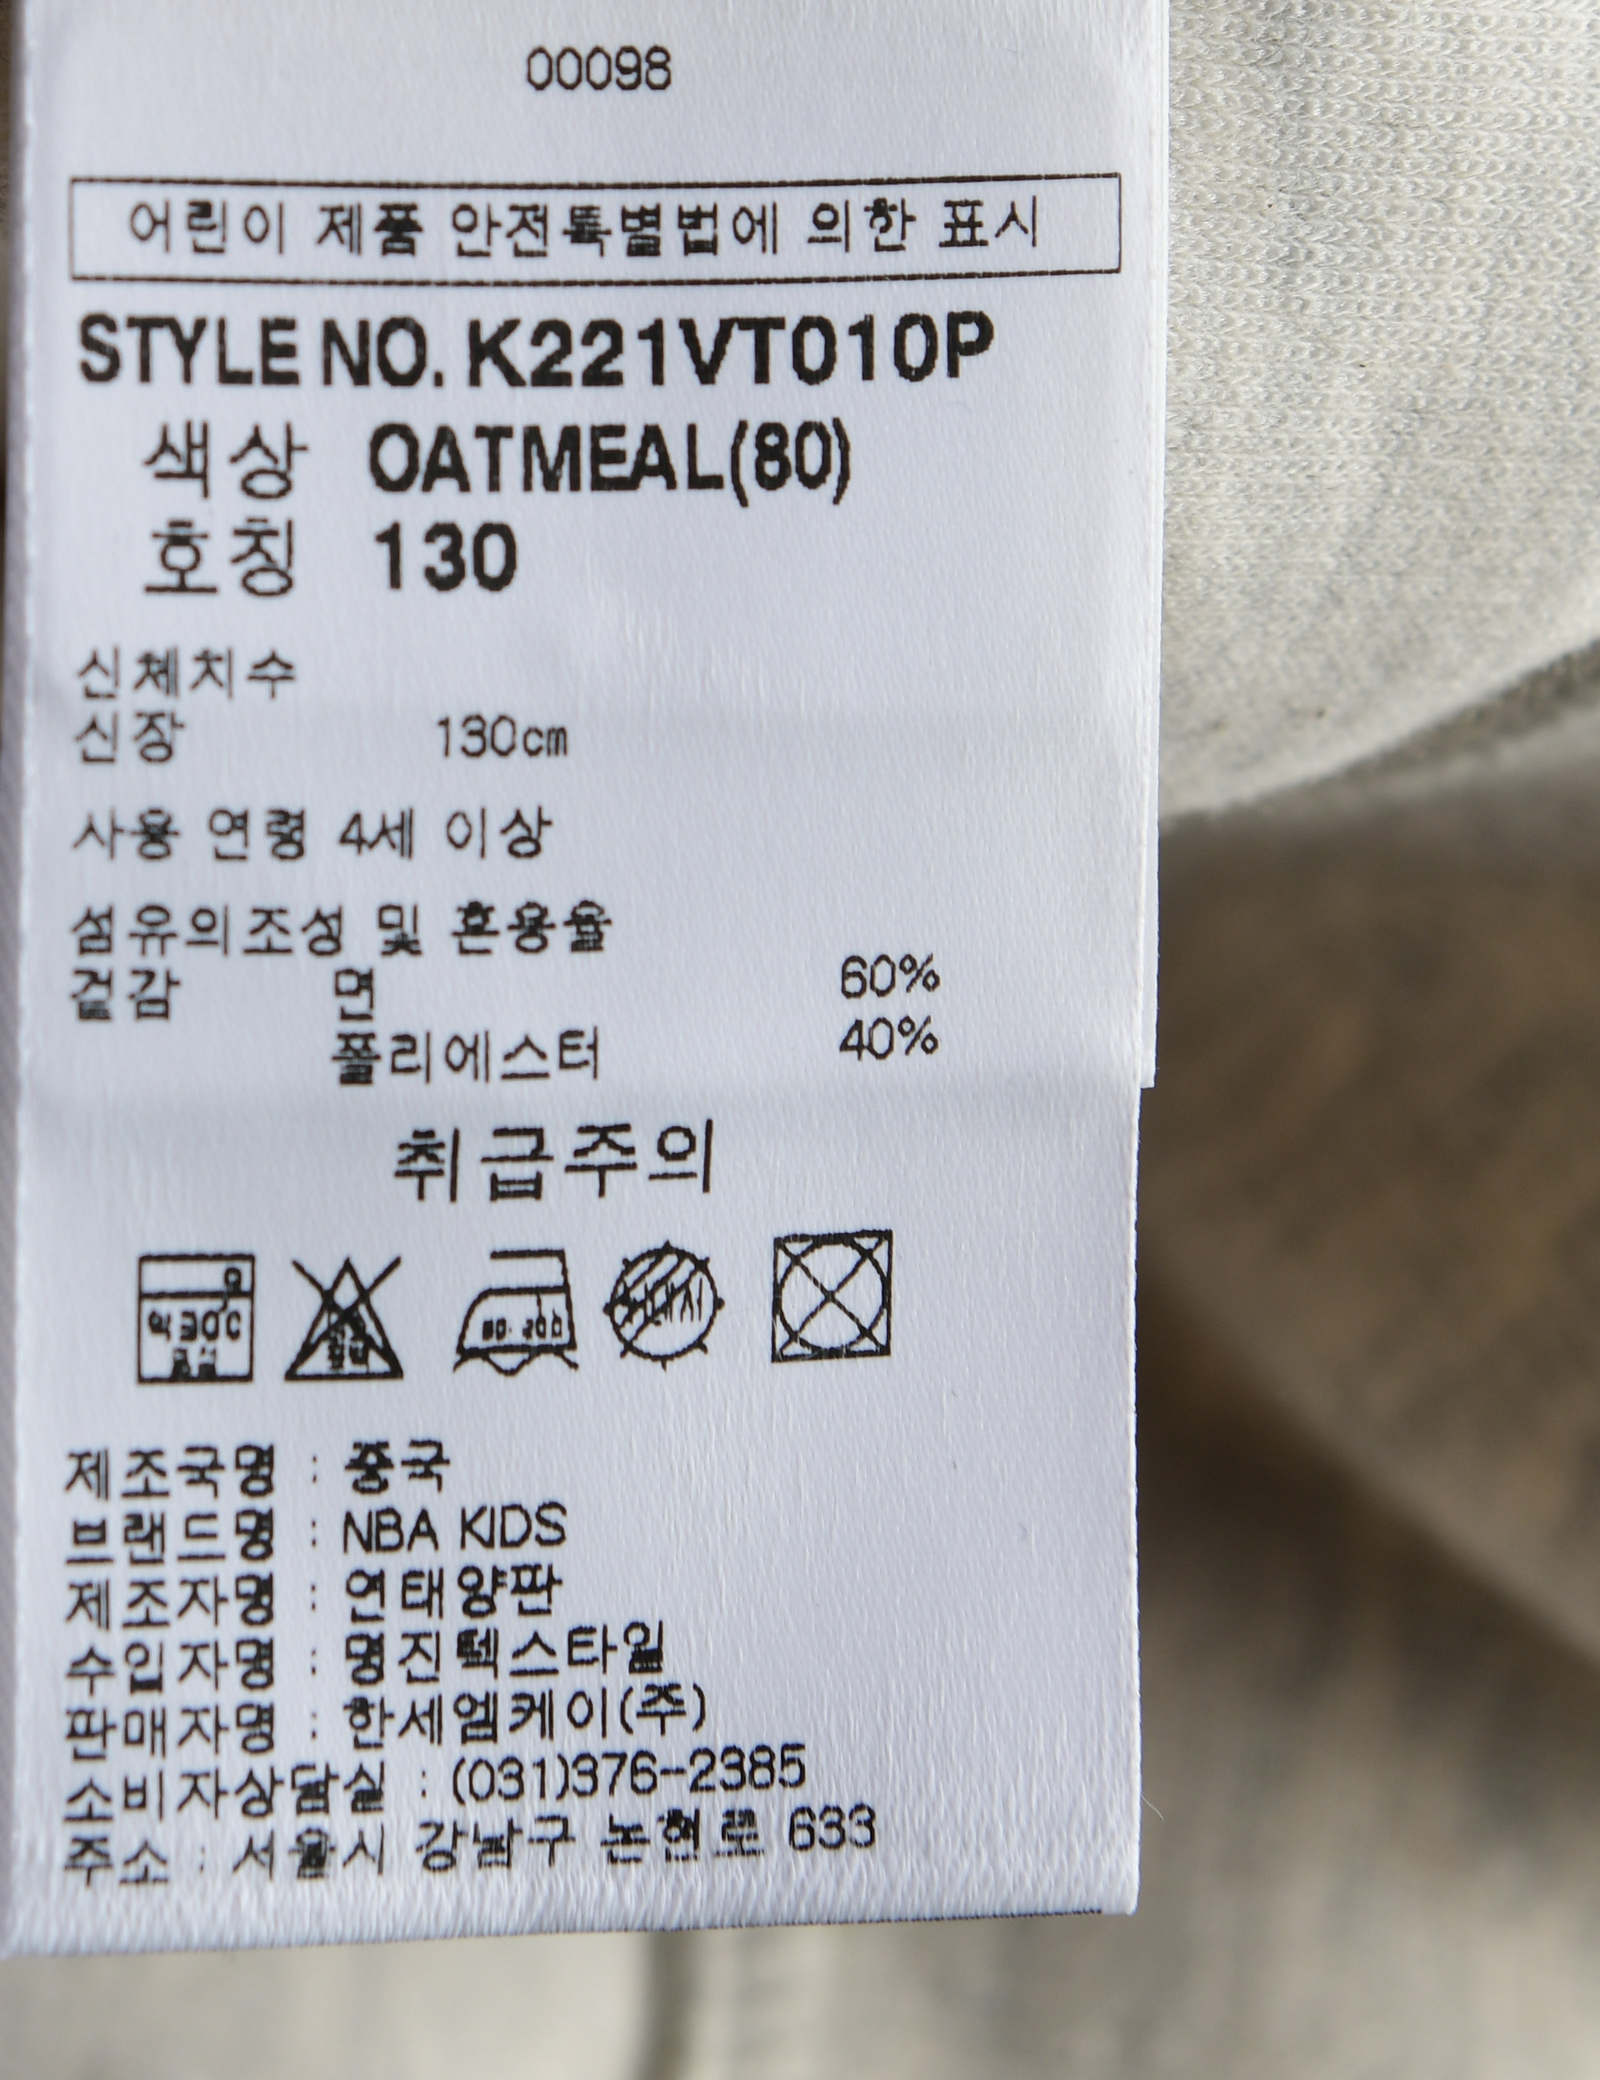 00098
어린이 제품 안전특별법에 의한 표시
STYLE NO. K221VT010P
색상 OATMEAL(80)
호칭 130
신체치수
신장 130cm
사용 연령 4세 이상
섬유의조성 및 혼용율
겉감 면 60%
폴리에스터 40%
취급주의
약30℃
중성
제조국명 : 중국
브랜드명 : NBA KIDS
제조자명 : 연태양판
수입자명 : 명진텍스타일
판매자명 : 한세엠케이(주)
소비자상담실 : (031)376-2385
주소 : 서울시 강남구 논현로 633